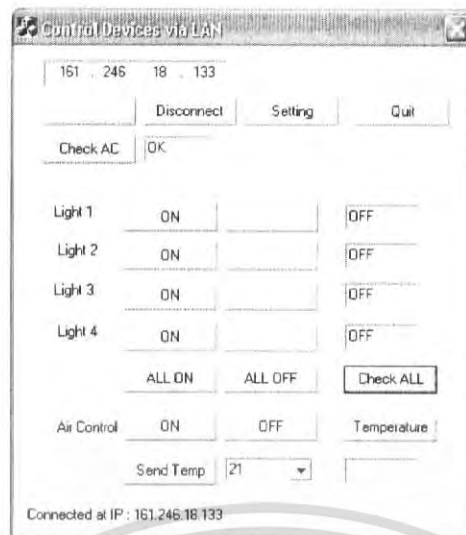 Control Devices via LAN
161 . 246 18 . 133
Disconnect Setting Quit
Check AC OK
Light 1 ON OFF
Light 2 ON OFF
Light 3 ON OFF
Light 4 ON OFF
ALL ON ALL OFF Check ALL
Air Control ON OFF Temperature
Send Temp 21
Connected at IP : 161.246.18.133